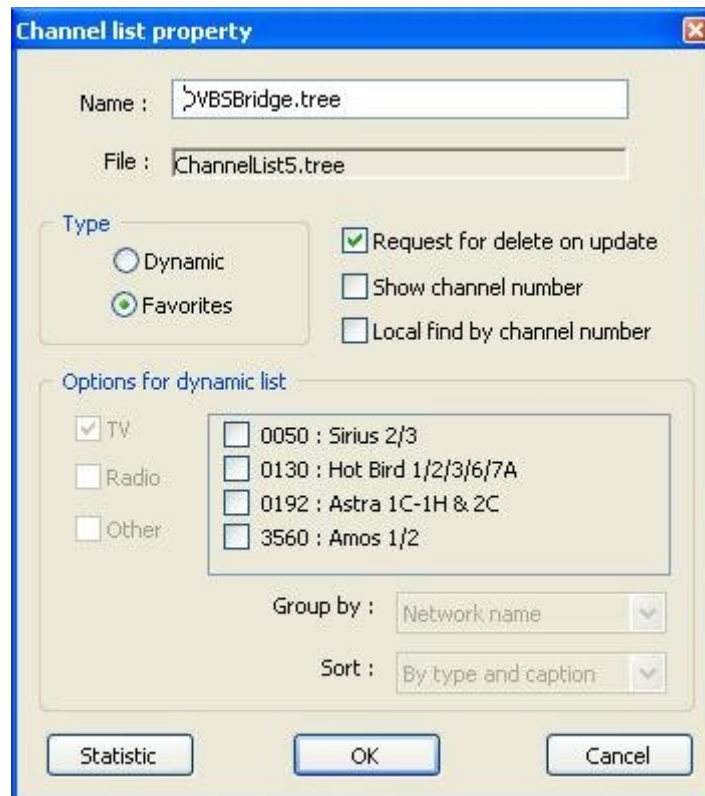 Channel list property
Name :
DVBSBridge.tree
File :
ChannelList5.tree
Type
Dynamic
Favorites
Request for delete on update
Show channel number
Local find by channel number
Options for dynamic list
TV
Radio
Other
0050 : Sirius 2/3
0130 : Hot Bird 1/2/3/6/7A
0192 : Astra 1C-1H & 2C
3560 : Amos 1/2
Group by : Network name
Sort : By type and caption
Statistic OK Cancel